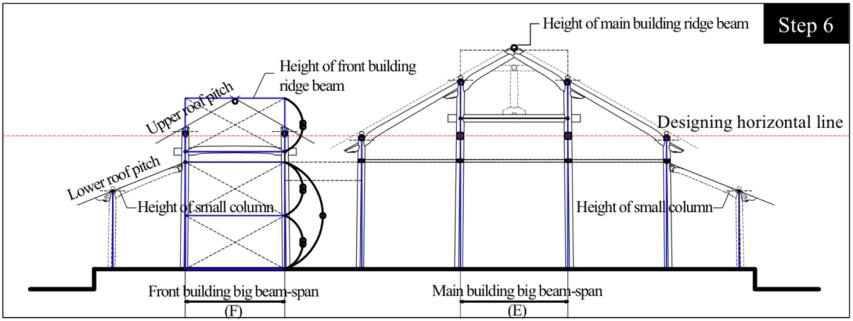 Step 6
Height of main building ridge beam
Height of front building
ridge beam
Upper roof pitch
Designing horizontal line
Lower roof pitch
Height of small column
Height of small column
Front building big beam-span
(F)
Main building big beam-span
(E)